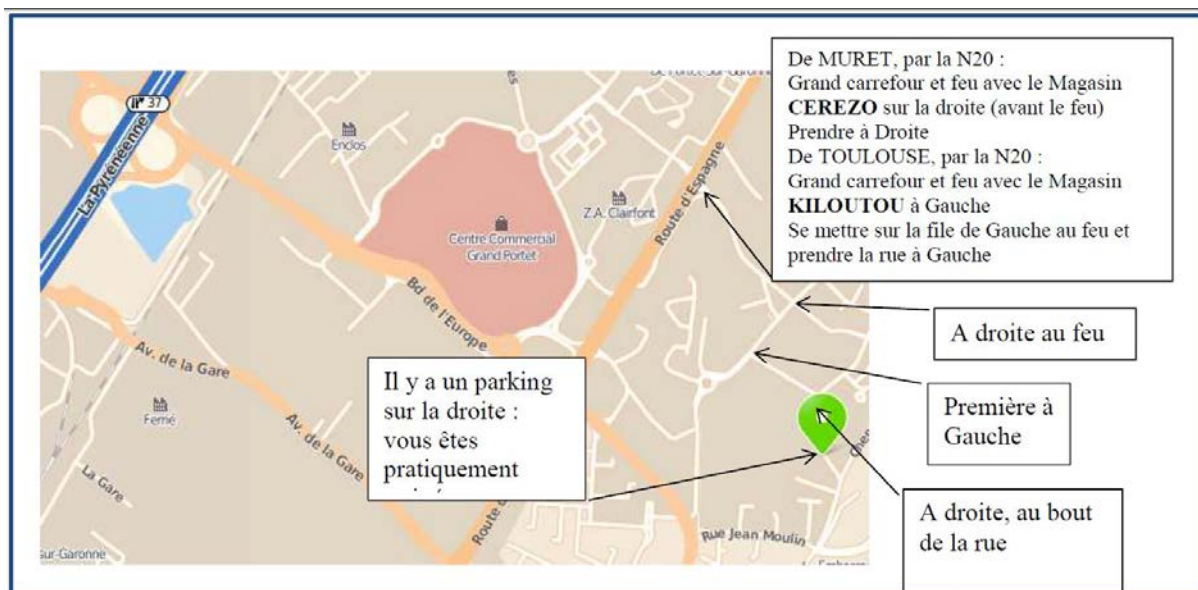 De MURET, par la N20 :
Grand carrefour et feu avec le Magasin
CEREZO sur la droite (avant le feu)
Prendre à Droite
De TOULOUSE, par la N20 :
Grand carrefour et feu avec le Magasin
KILOUTOU à Gauche
Se mettre sur la file de Gauche au feu et
prendre la rue à Gauche
A droite au feu
Première à
Gauche
A droite, au bout
de la rue
Il y a un parking
sur la droite :
vous êtes
pratiquement
37
La Pyrénéenne
Enclos
Centre Commercial
Grand Portet
Z.A. Clairfont
Route d'Espagne
Bd de l'Europe
Av. de la Gare
Av. de la Gare
Ferrié
La Gare
Route
Rue Jean Moulin
sur-Garonne